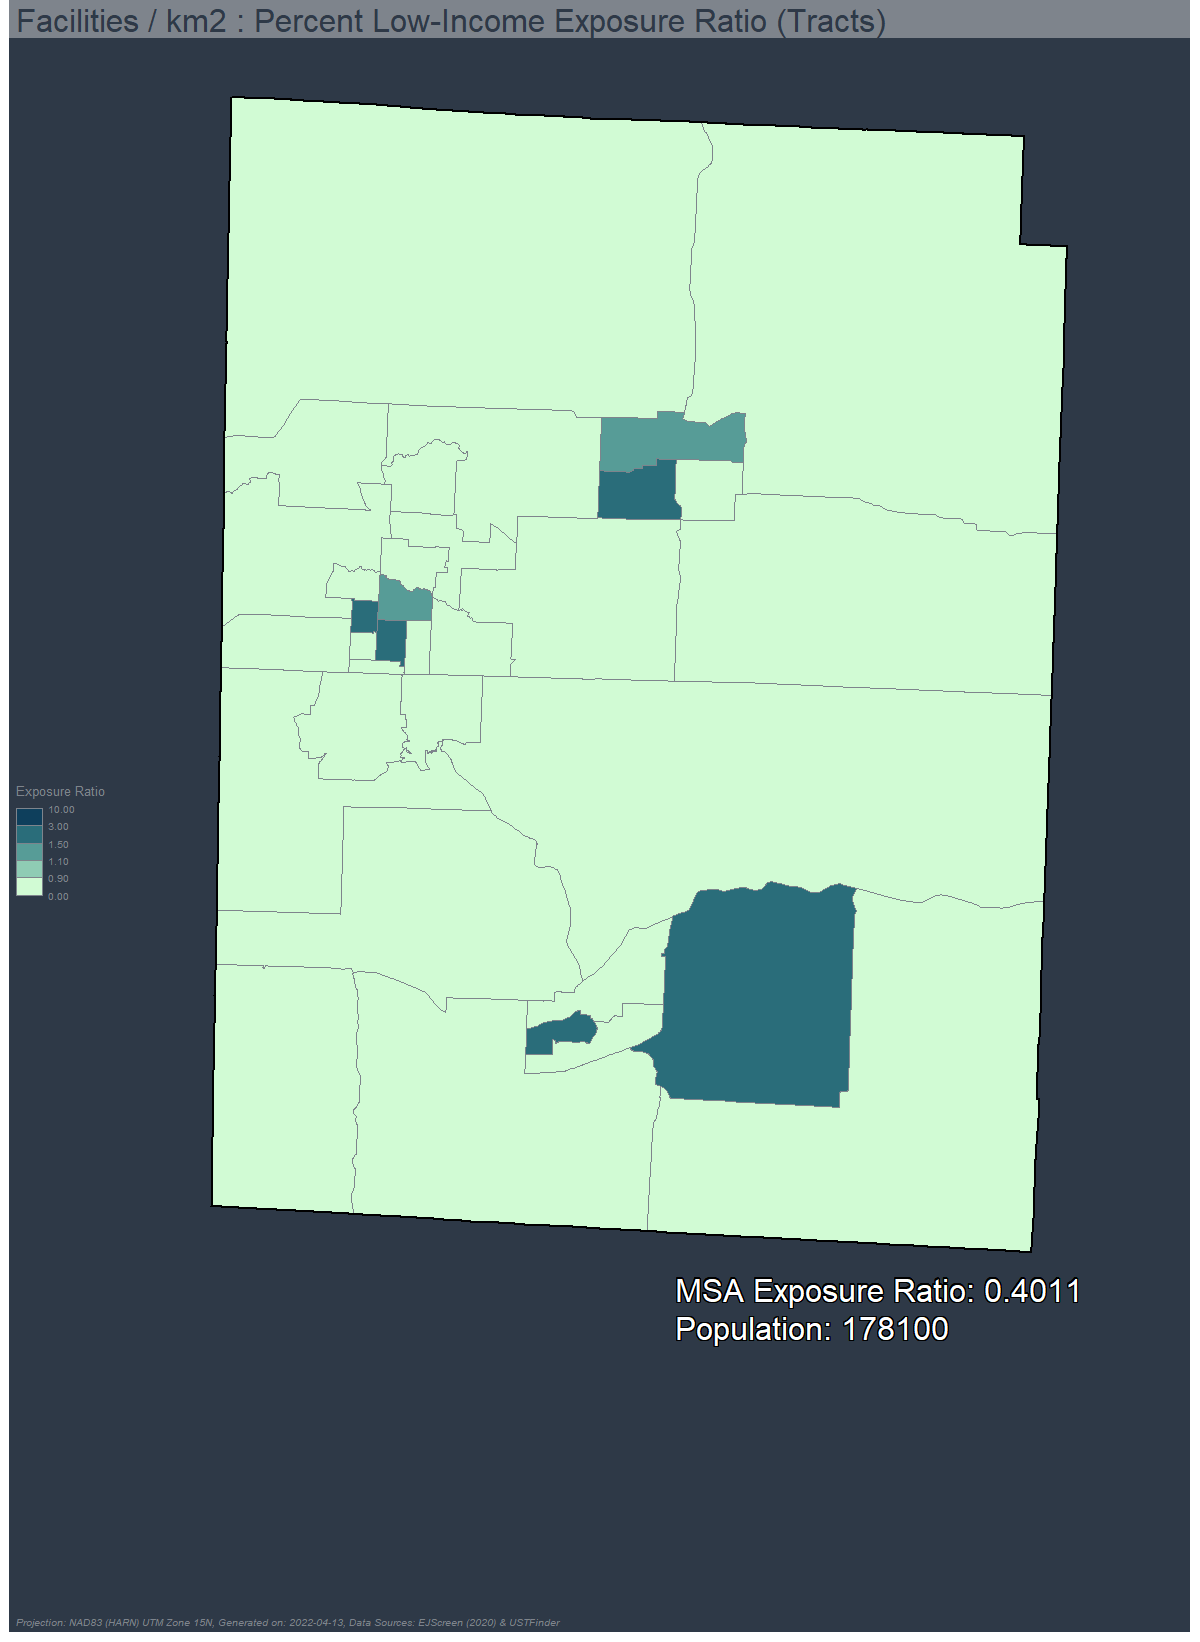 Facilities / km2 : Percent Low-Income Exposure Ratio (Tracts)
Exposure Ratio
10.00
3.00
1.50
1.10
0.90
0.00
MSA Exposure Ratio: 0.4011
Population: 178100
Projection: NAD83 (HARN) UTM Zone 15N, Generated on: 2022-04-13, Data Sources: EJScreen (2020) & USTFinder